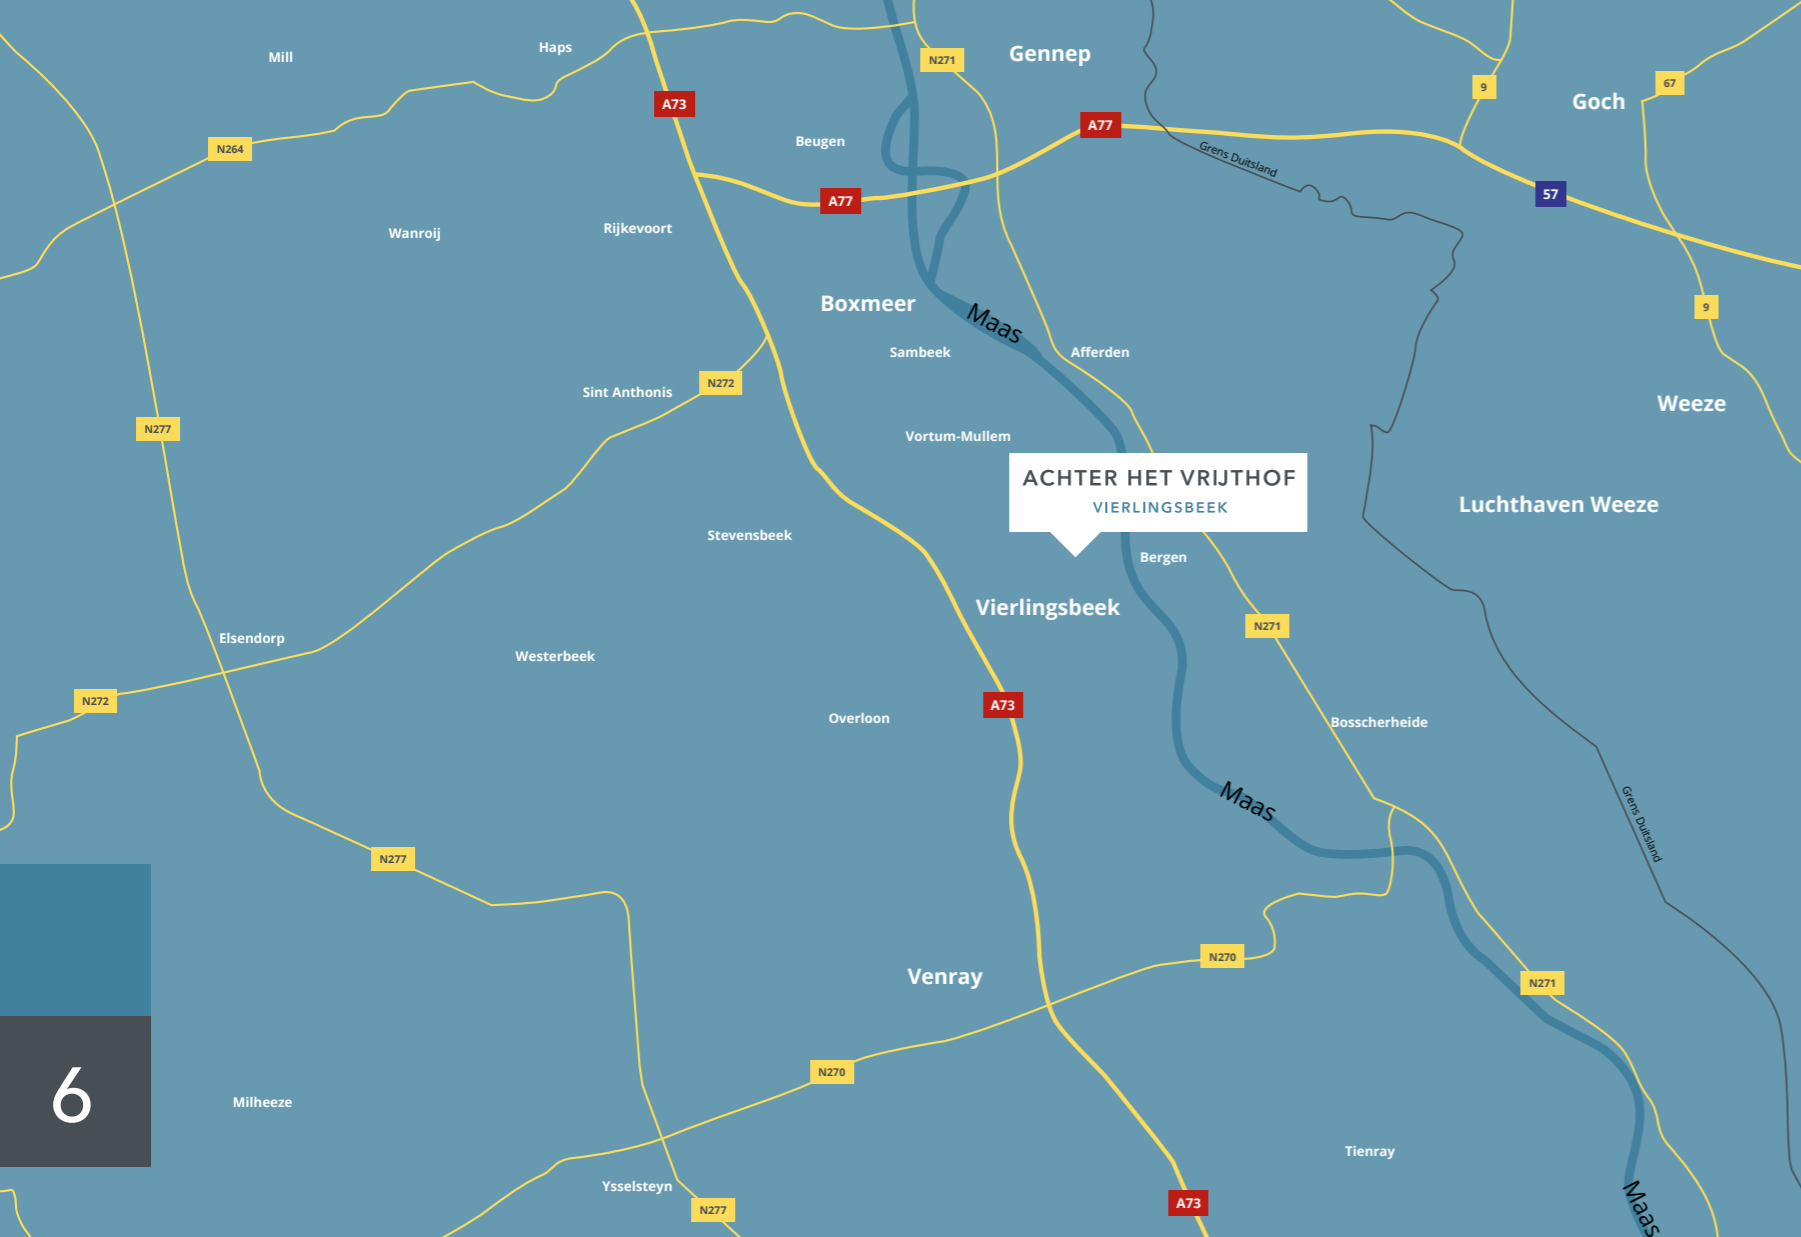 Mill
Haps
N271
Gennep
9
67
Goch
A73
A77
Beugen
N264
Grens Duitsland
57
A77
Wanroij
Rijkevoort
Boxmeer
Maas
9
Sambeek
Afferden
N272
Sint Anthonis
Weeze
N277
Vortum-Mullem
ACHTER HET VRIJTHOF
VIERLINGSBEEK
Luchthaven Weeze
Stevensbeek
Bergen
Vierlingsbeek
N271
Elsendorp
Westerbeek
N272
A73
Overloon
Bosscherheide
Maas
Grens Duitsland
N277
N270
Venray
N271
N270
6
Milheeze
Tienray
Ysselsteyn
A73
N277
Maas